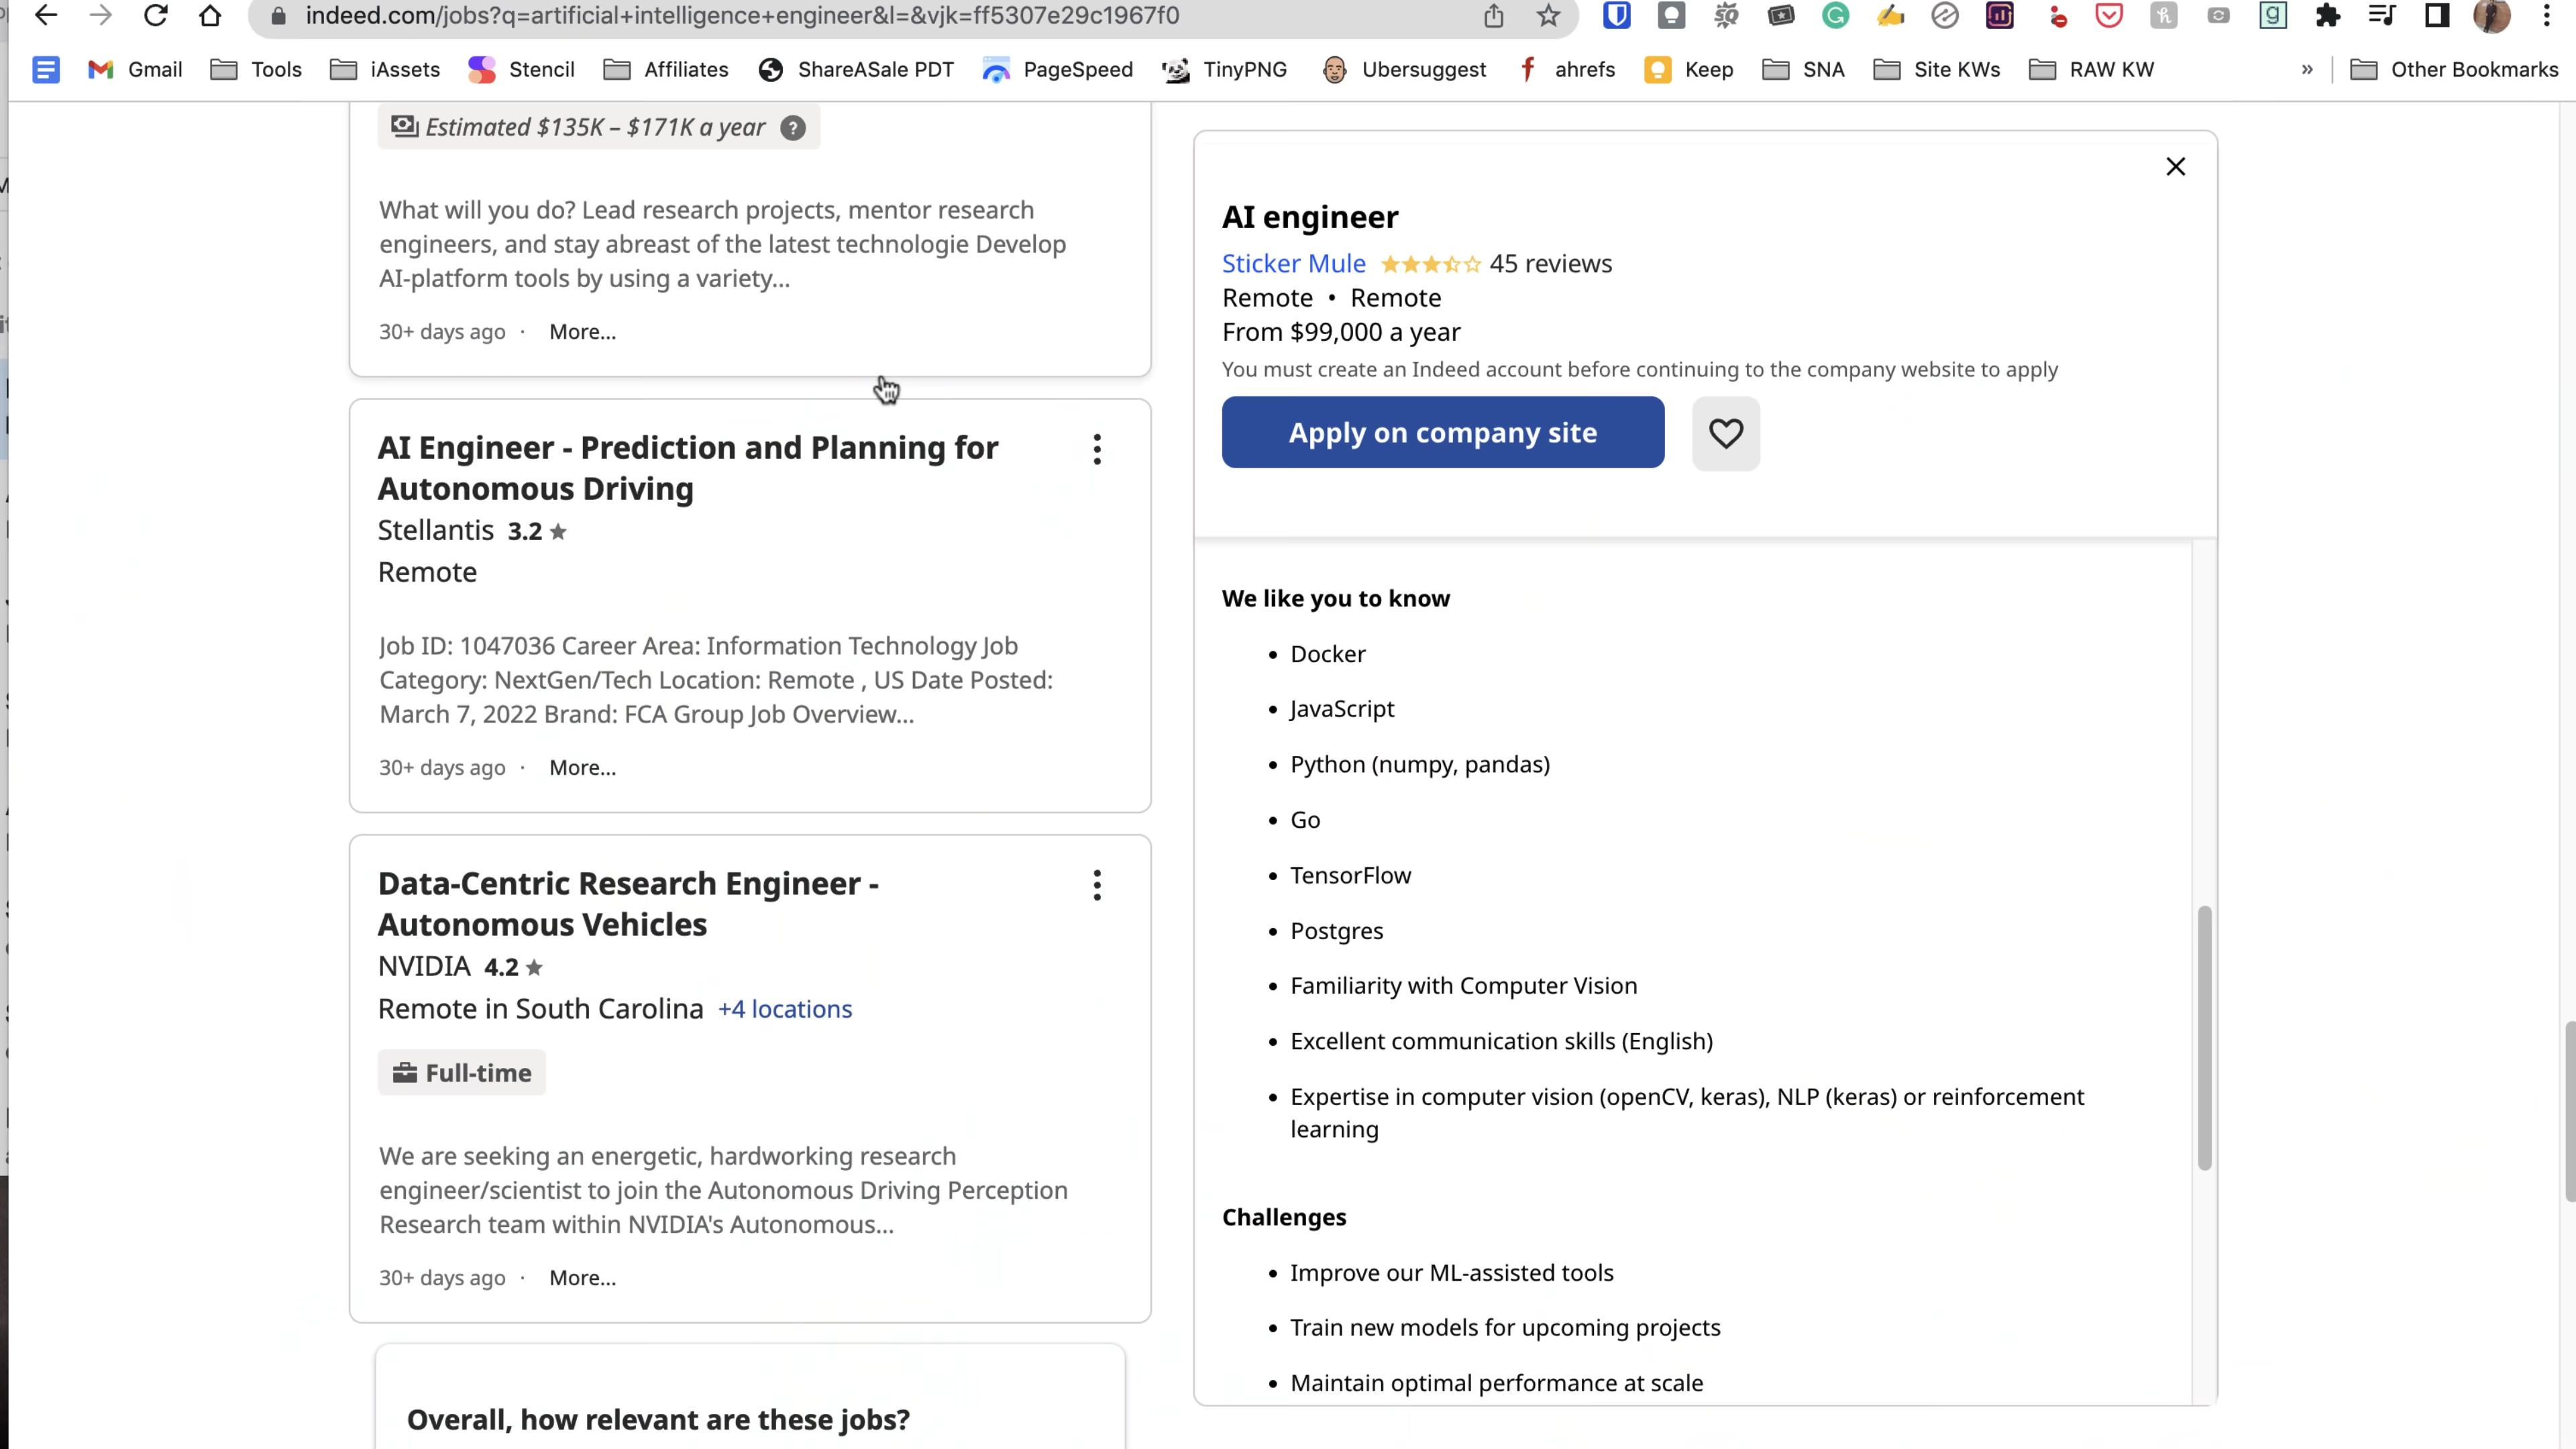 indeed.com/jobs?q=artificial+intelligence+engineer&l=&vjk=ff5307e29c1967f0
Gmail Tools iAssets Stencil Affiliates ShareASale PDT PageSpeed TinyPNG Ubersuggest ahrefs Keep SNA Site KWs RAW KW » Other Bookmarks
Estimated $135K – $171K a year ?
What will you do? Lead research projects, mentor research
engineers, and stay abreast of the latest technologie Develop
AI-platform tools by using a variety...
30+ days ago · More...
AI Engineer - Prediction and Planning for
Autonomous Driving
Stellantis 3.2
Remote
Job ID: 1047036 Career Area: Information Technology Job
Category: NextGen/Tech Location: Remote , US Date Posted:
March 7, 2022 Brand: FCA Group Job Overview...
30+ days ago · More...
Data-Centric Research Engineer -
Autonomous Vehicles
NVIDIA 4.2
Remote in South Carolina +4 locations
Full-time
We are seeking an energetic, hardworking research
engineer/scientist to join the Autonomous Driving Perception
Research team within NVIDIA's Autonomous...
30+ days ago · More...
Overall, how relevant are these jobs?
AI engineer
Sticker Mule 45 reviews
Remote • Remote
From $99,000 a year
You must create an Indeed account before continuing to the company website to apply
Apply on company site
We like you to know
• Docker
• JavaScript
• Python (numpy, pandas)
• Go
• TensorFlow
• Postgres
• Familiarity with Computer Vision
• Excellent communication skills (English)
• Expertise in computer vision (openCV, keras), NLP (keras) or reinforcement
learning
Challenges
• Improve our ML-assisted tools
• Train new models for upcoming projects
• Maintain optimal performance at scale